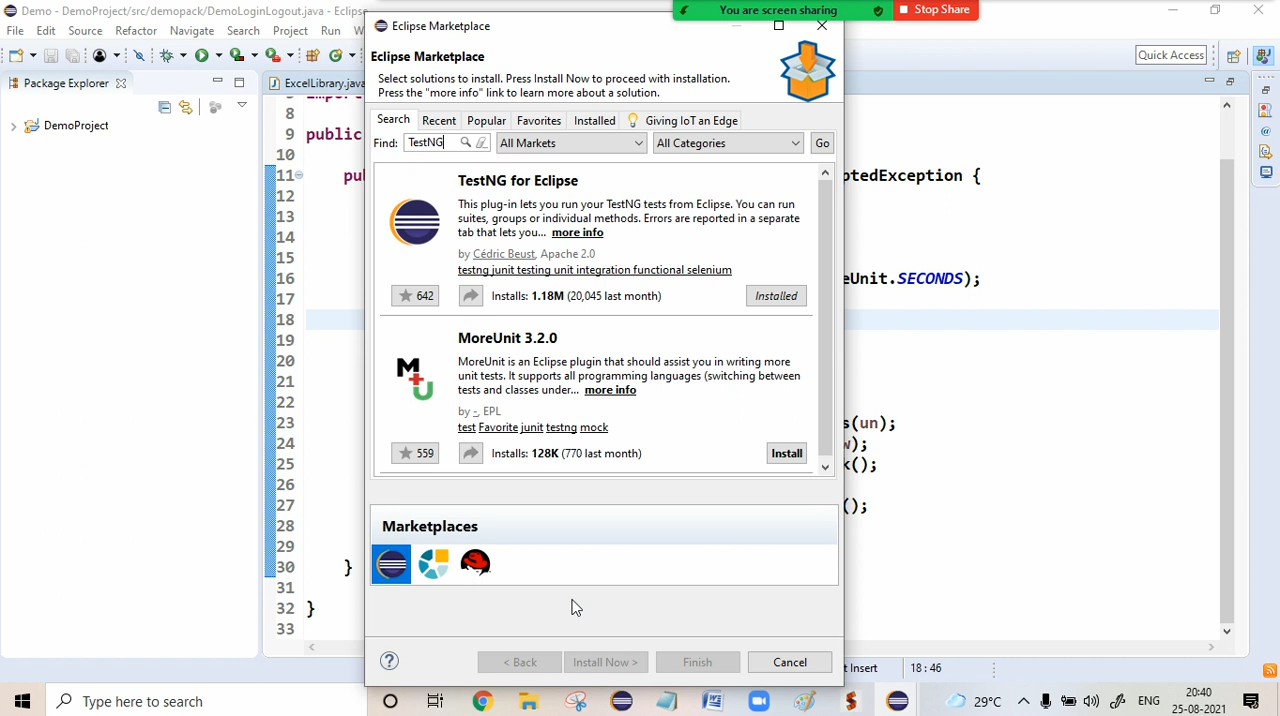 Demo - DemoProject/src/demopack/DemoLoginLogout.java - Eclipse
File Edit Source Refactor Navigate Search Project Run
You are screen sharing
Stop Share
Quick Access
Package Explorer
DemoProject
ExcelLibrary.java
8
9 public
10
11 pu ptedException {
12
13
14
15
16 eUnit.SECONDS);
17
18
19
20
21
22
23 s(un);
24 w);
25 k();
26
27 ();
28
29
30 }
31
32 }
33
Eclipse Marketplace
Eclipse Marketplace
Select solutions to install. Press Install Now to proceed with installation.
Press the "more info" link to learn more about a solution.
Search Recent Popular Favorites Installed Giving IoT an Edge
Find: TestNG All Markets All Categories Go
TestNG for Eclipse
This plug-in lets you run your TestNG tests from Eclipse. You can run
suites, groups or individual methods. Errors are reported in a separate
tab that lets you... more info
by Cédric Beust, Apache 2.0
testng junit testing unit integration functional selenium
642 Installs: 1.18M (20,045 last month) Installed
MoreUnit 3.2.0
MoreUnit is an Eclipse plugin that should assist you in writing more
unit tests. It supports all programming languages (switching between
tests and classes under... more info
by -, EPL
test Favorite junit testng mock
559 Installs: 128K (770 last month) Install
Marketplaces
< Back Install Now > Finish Cancel
t Insert 18 : 46
Type here to search
29°C ENG
20:40
25-08-2021